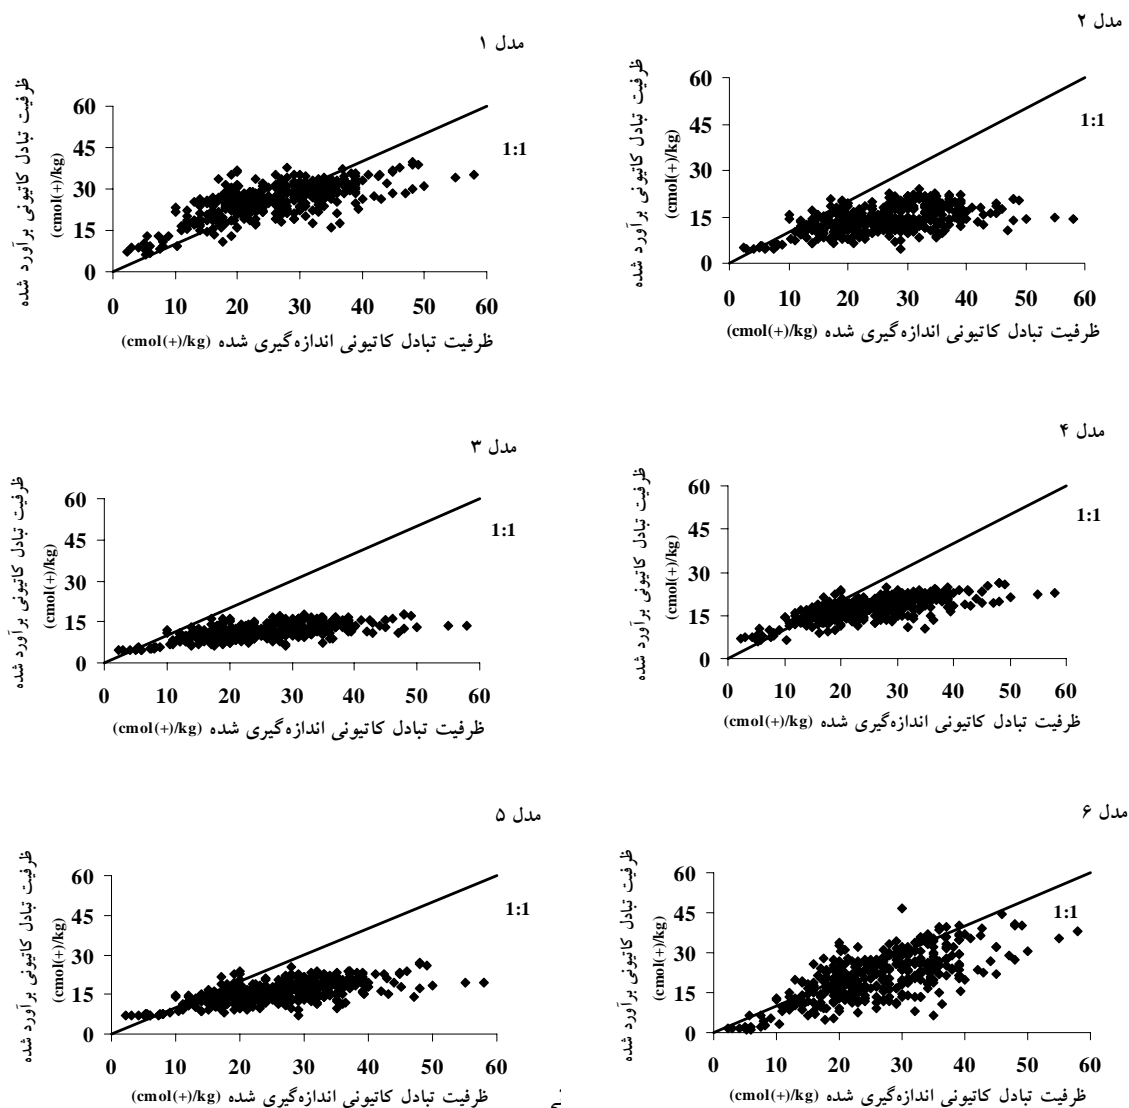 مدل ۱
ظرفیت تبادل کاتیونی برآورد شده
(cmol(+)/kg)
60
45
30
15
0
1:1
0 10 20 30 40 50 60
ظرفیت تبادل کاتیونی اندازه‌گیری شده (cmol(+)/kg)
مدل ۲
ظرفیت تبادل کاتیونی برآورد شده
(cmol(+)/kg)
60
45
30
15
0
1:1
0 10 20 30 40 50 60
ظرفیت تبادل کاتیونی اندازه‌گیری شده (cmol(+)/kg)
مدل ۳
ظرفیت تبادل کاتیونی برآورد شده
(cmol(+)/kg)
60
45
30
15
0
1:1
0 10 20 30 40 50 60
ظرفیت تبادل کاتیونی اندازه‌گیری شده (cmol(+)/kg)
مدل ۴
ظرفیت تبادل کاتیونی برآورد شده
(cmol(+)/kg)
60
45
30
15
0
1:1
0 10 20 30 40 50 60
ظرفیت تبادل کاتیونی اندازه‌گیری شده (cmol(+)/kg)
مدل ۵
ظرفیت تبادل کاتیونی برآورد شده
(cmol(+)/kg)
60
45
30
15
0
1:1
0 10 20 30 40 50 60
ظرفیت تبادل کاتیونی اندازه‌گیری شده (cmol(+)/kg)
مدل ۶
ظرفیت تبادل کاتیونی برآورد شده
(cmol(+)/kg)
60
45
30
15
0
1:1
0 10 20 30 40 50 60
ظرفیت تبادل کاتیونی اندازه‌گیری شده (cmol(+)/kg)